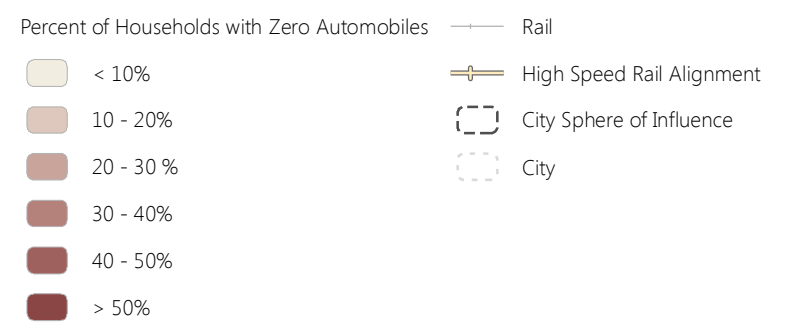 Percent of Households with Zero Automobiles
< 10%
10 - 20%
20 - 30 %
30 - 40%
40 - 50%
> 50%
Rail
High Speed Rail Alignment
City Sphere of Influence
City